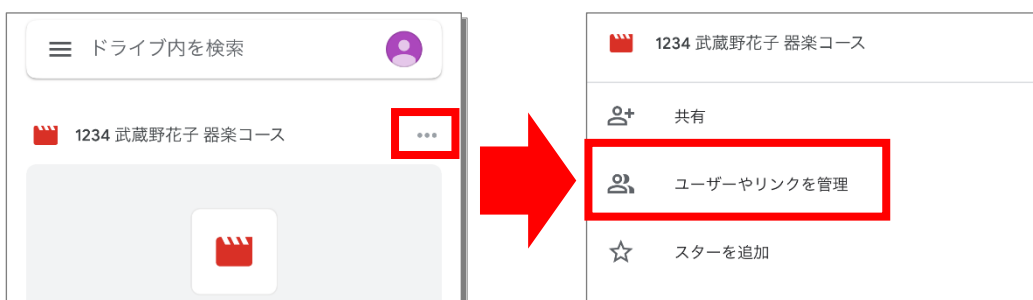 ドライブ内を検索
1234 武蔵野花子 器楽コース
1234 武蔵野花子 器楽コース
共有
ユーザーやリンクを管理
スターを追加